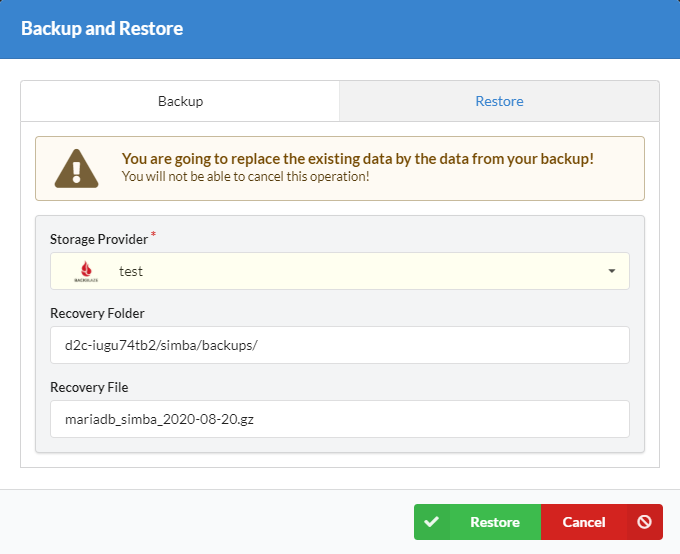 Backup and Restore
Backup
Restore
You are going to replace the existing data by the data from your backup!
You will not be able to cancel this operation!
Storage Provider *
BACKBLAZE
test
Recovery Folder
d2c-iugu74tb2/simba/backups/
Recovery File
mariadb_simba_2020-08-20.gz
Restore
Cancel